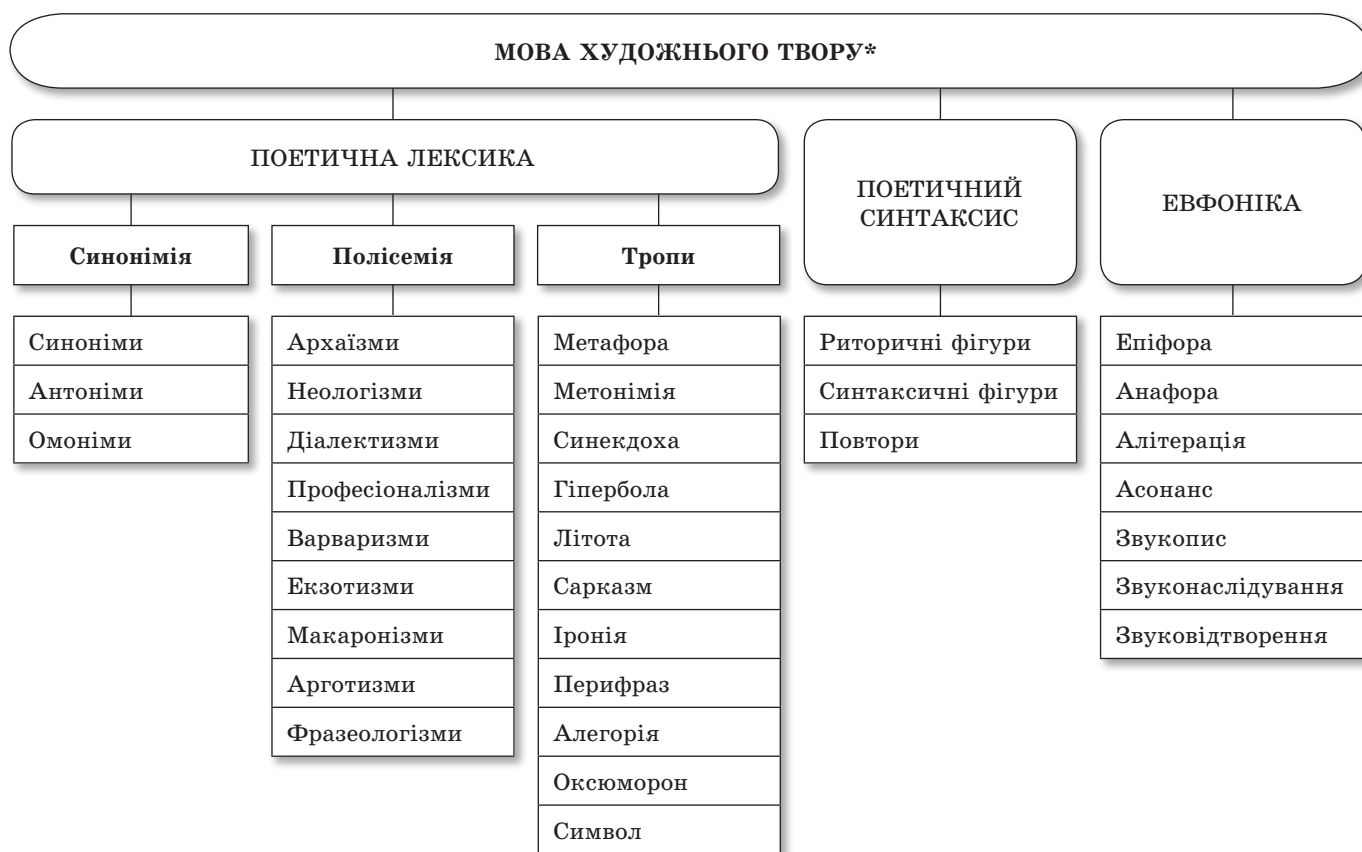 МОВА ХУДОЖНЬОГО ТВОРУ*
ПОЕТИЧНА ЛЕКСИКА
ПОЕТИЧНИЙ
СИНТАКСИС
ЕВФОНІКА
Синонімія
Полісемія
Тропи
Синоніми
Антоніми
Омоніми
Архаїзми
Неологізми
Діалектизми
Професіоналізми
Варваризми
Екзотизми
Макаронізми
Арготизми
Фразеологізми
Метафора
Метонімія
Синекдоха
Гіпербола
Літота
Сарказм
Іронія
Перифраз
Алегорія
Оксюморон
Символ
Риторичні фігури
Синтаксичні фігури
Повтори
Епіфора
Анафора
Алітерація
Асонанс
Звукопис
Звуконаслідування
Звуковідтворення